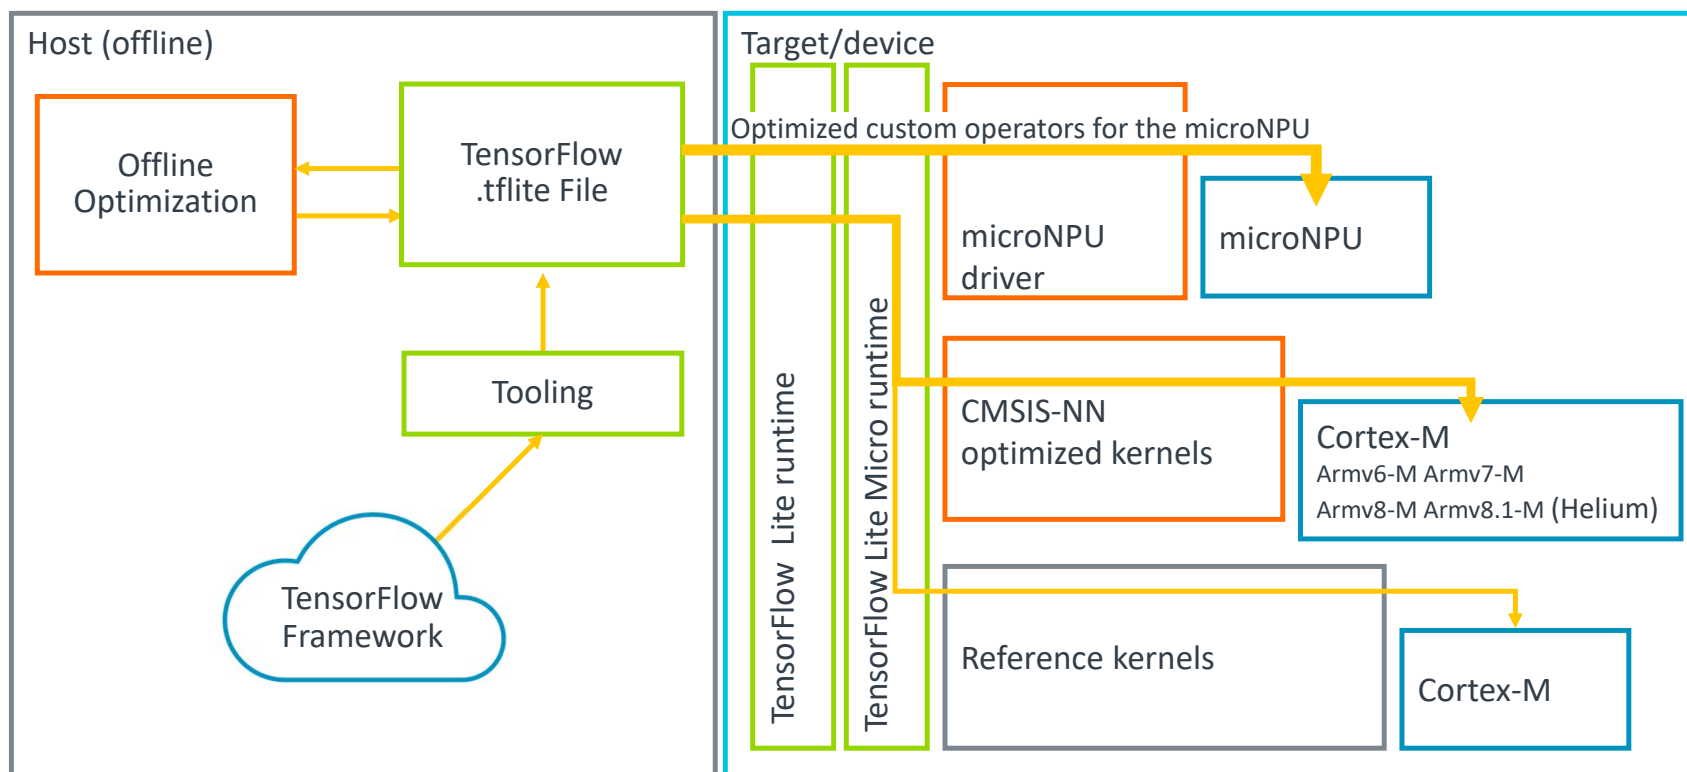 Host (offline)
Offline
Optimization
TensorFlow
.tflite File
Tooling
TensorFlow
Framework
Target/device
TensorFlow Lite runtime
TensorFlow Lite Micro runtime
Optimized custom operators for the microNPU
microNPU
driver
microNPU
CMSIS-NN
optimized kernels
Cortex-M
Armv6-M Armv7-M
Armv8-M Armv8.1-M (Helium)
Reference kernels
Cortex-M